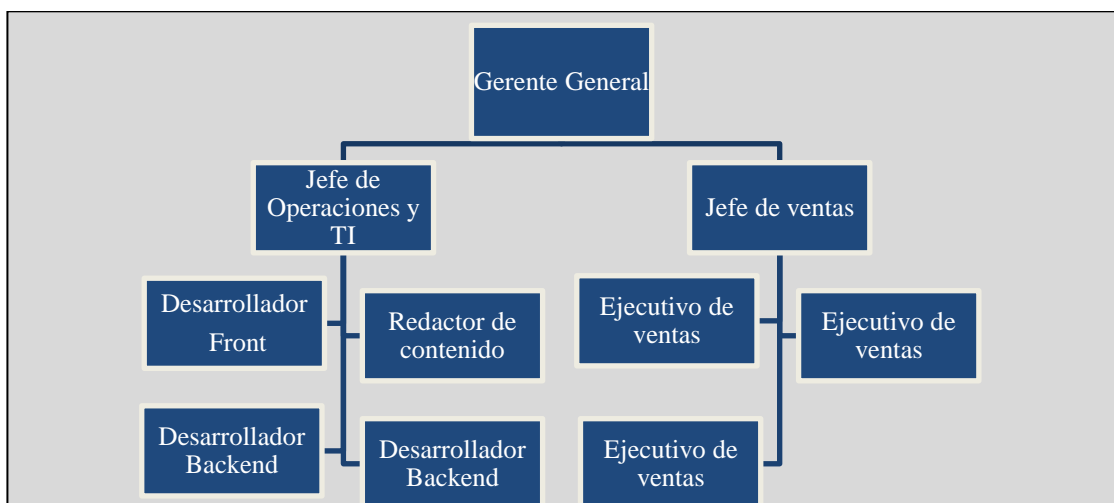 Gerente General
Jefe de
Operaciones y
TI
Jefe de ventas
Desarrollador
Front
Redactor de
contenido
Ejecutivo de
ventas
Ejecutivo de
ventas
Desarrollador
Backend
Desarrollador
Backend
Ejecutivo de
ventas